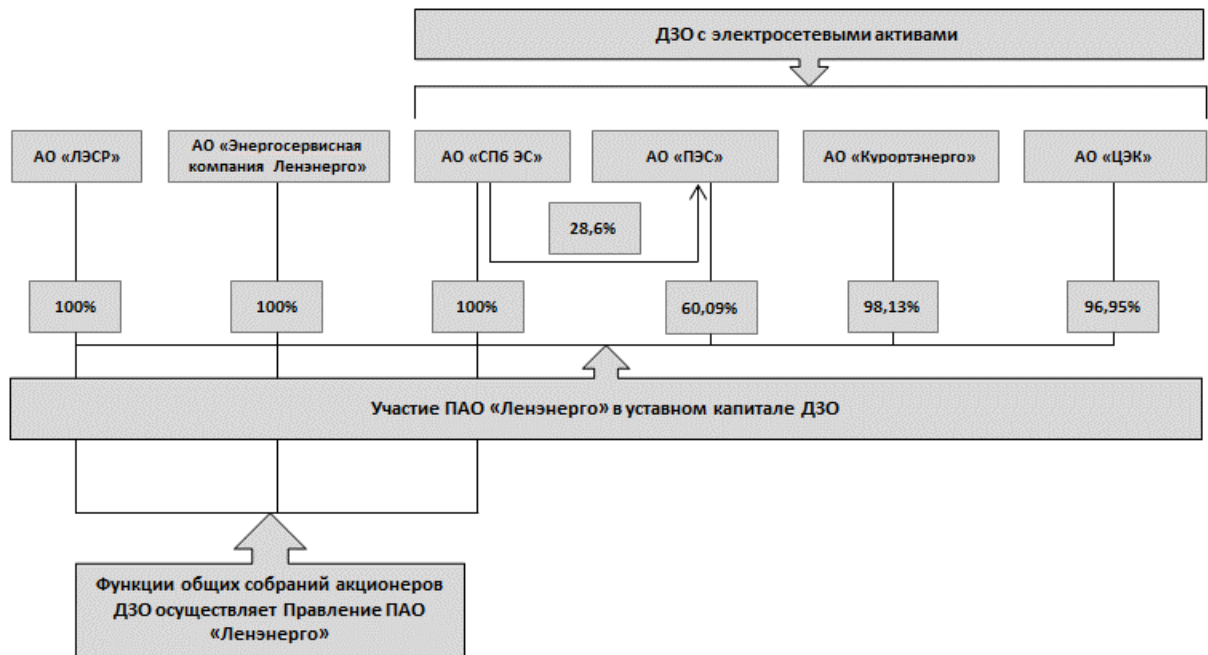 ДЗО с электросетевыми активами
АО «ЛЭСР»
АО «Энергосервисная
компания Ленэнерго»
АО «СПб ЭС»
АО «ПЭС»
АО «Курортэнерго»
АО «ЦЭК»
28,6%
100%
100%
100%
60,09%
98,13%
96,95%
Участие ПАО «Ленэнерго» в уставном капитале ДЗО
Функции общих собраний акционеров
ДЗО осуществляет Правление ПАО
«Ленэнерго»